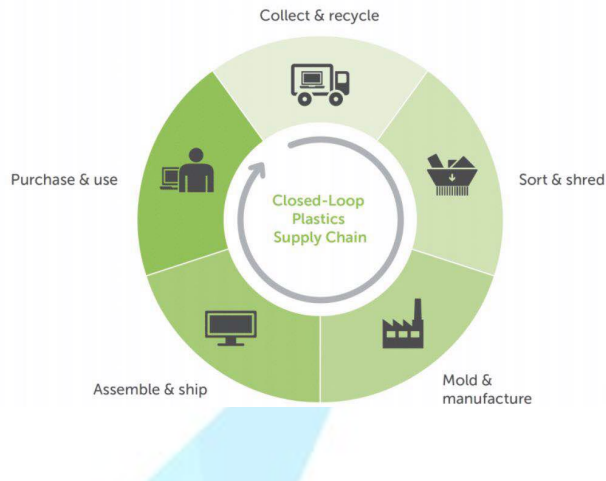 Collect & recycle
Purchase & use
Sort & shred
Closed-Loop
Plastics
Supply Chain
Assemble & ship
Mold &
manufacture